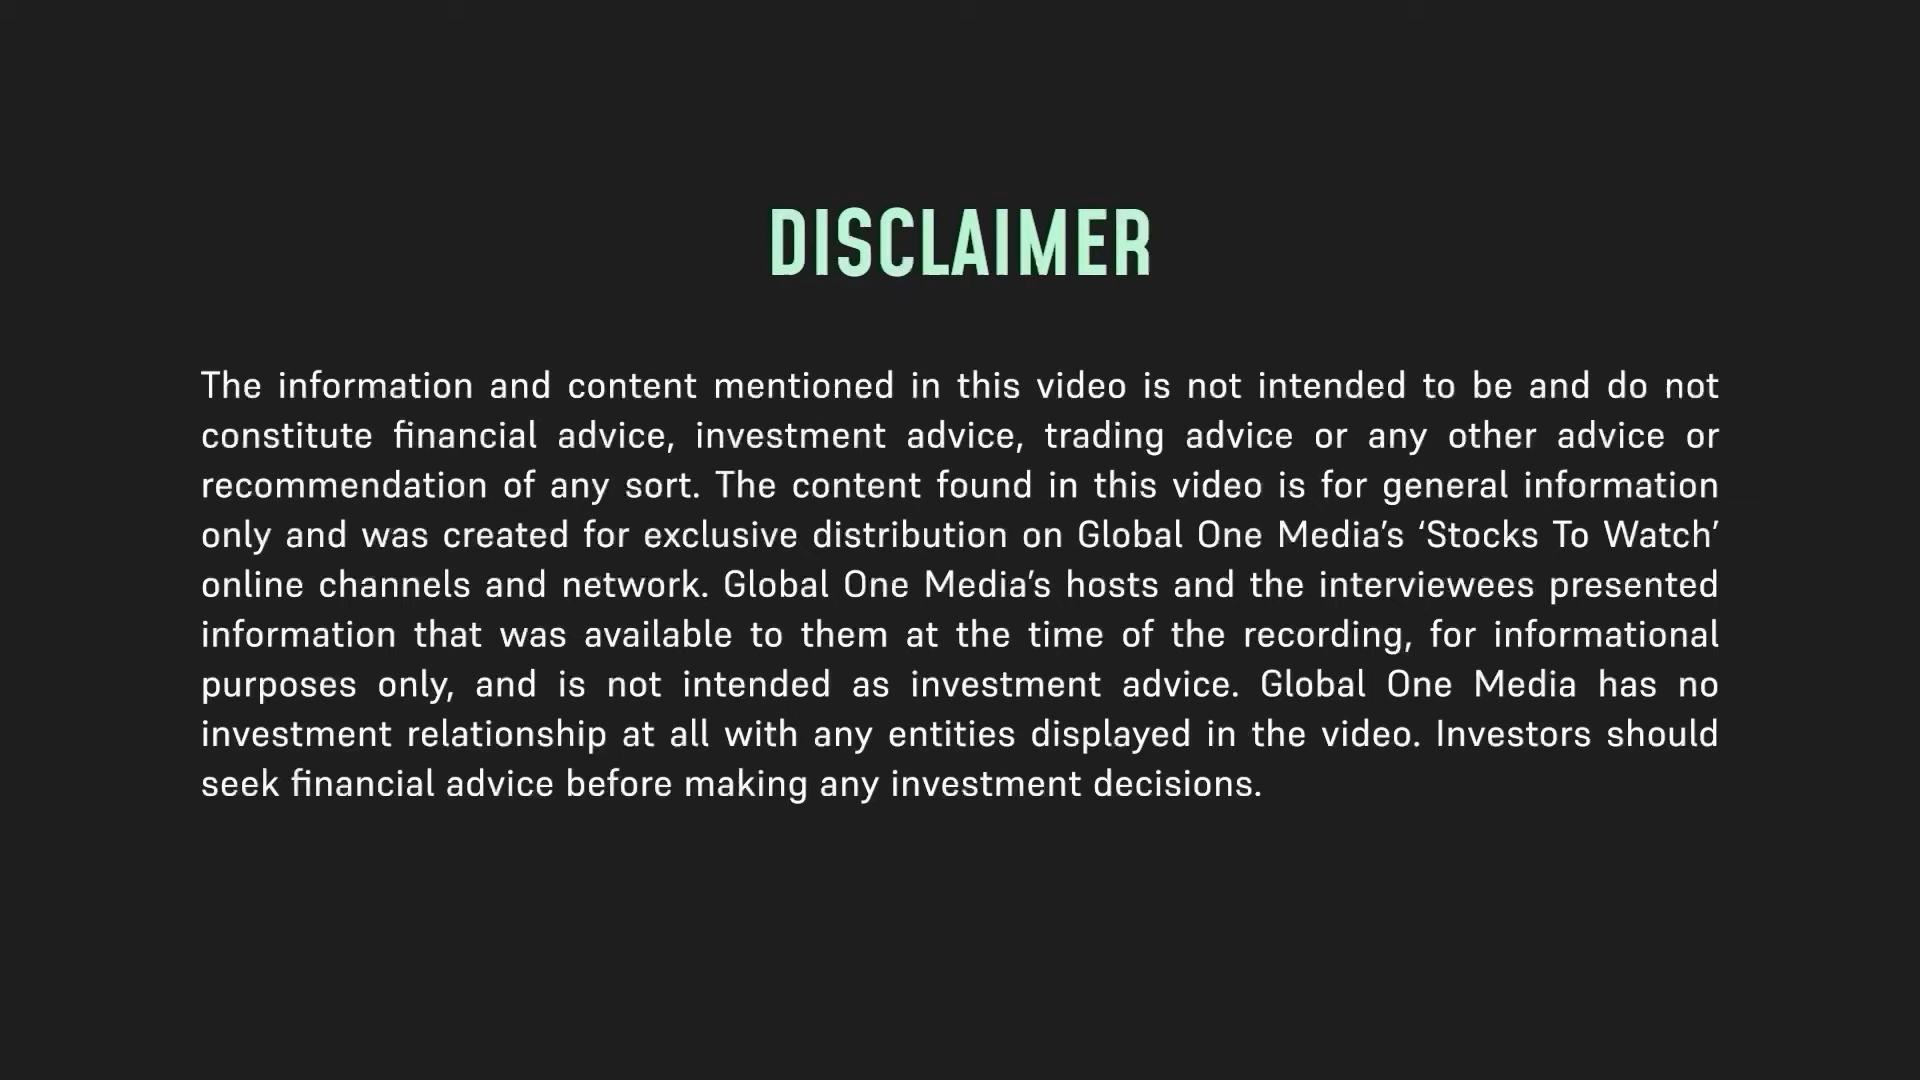 DISCLAIMER
The information and content mentioned in this video is not intended to be and do not
constitute financial advice, investment advice, trading advice or any other advice or
recommendation of any sort. The content found in this video is for general information
only and was created for exclusive distribution on Global One Media’s ‘Stocks To Watch’
online channels and network. Global One Media’s hosts and the interviewees presented
information that was available to them at the time of the recording, for informational
purposes only, and is not intended as investment advice. Global One Media has no
investment relationship at all with any entities displayed in the video. Investors should
seek financial advice before making any investment decisions.